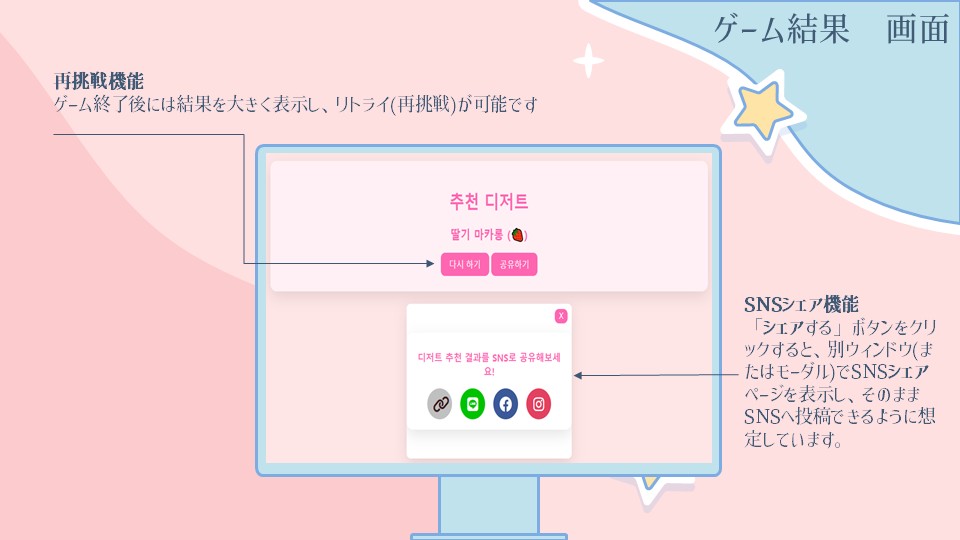 ゲーム結果　画面
再挑戦機能
ゲーム終了後には結果を大きく表示し、リトライ(再挑戦)が可能です
추천 디저트
딸기 마카롱 (🍓)
다시 하기
공유하기
X
디저트 추천 결과를 SNS로 공유해보세
요!
SNSシェア機能
「シェアする」ボタンをクリ
ックすると、別ウィンドウ(ま
たはモーダル)でSNSシェア
ページを表示し、そのまま
SNSへ投稿できるように想
定しています。